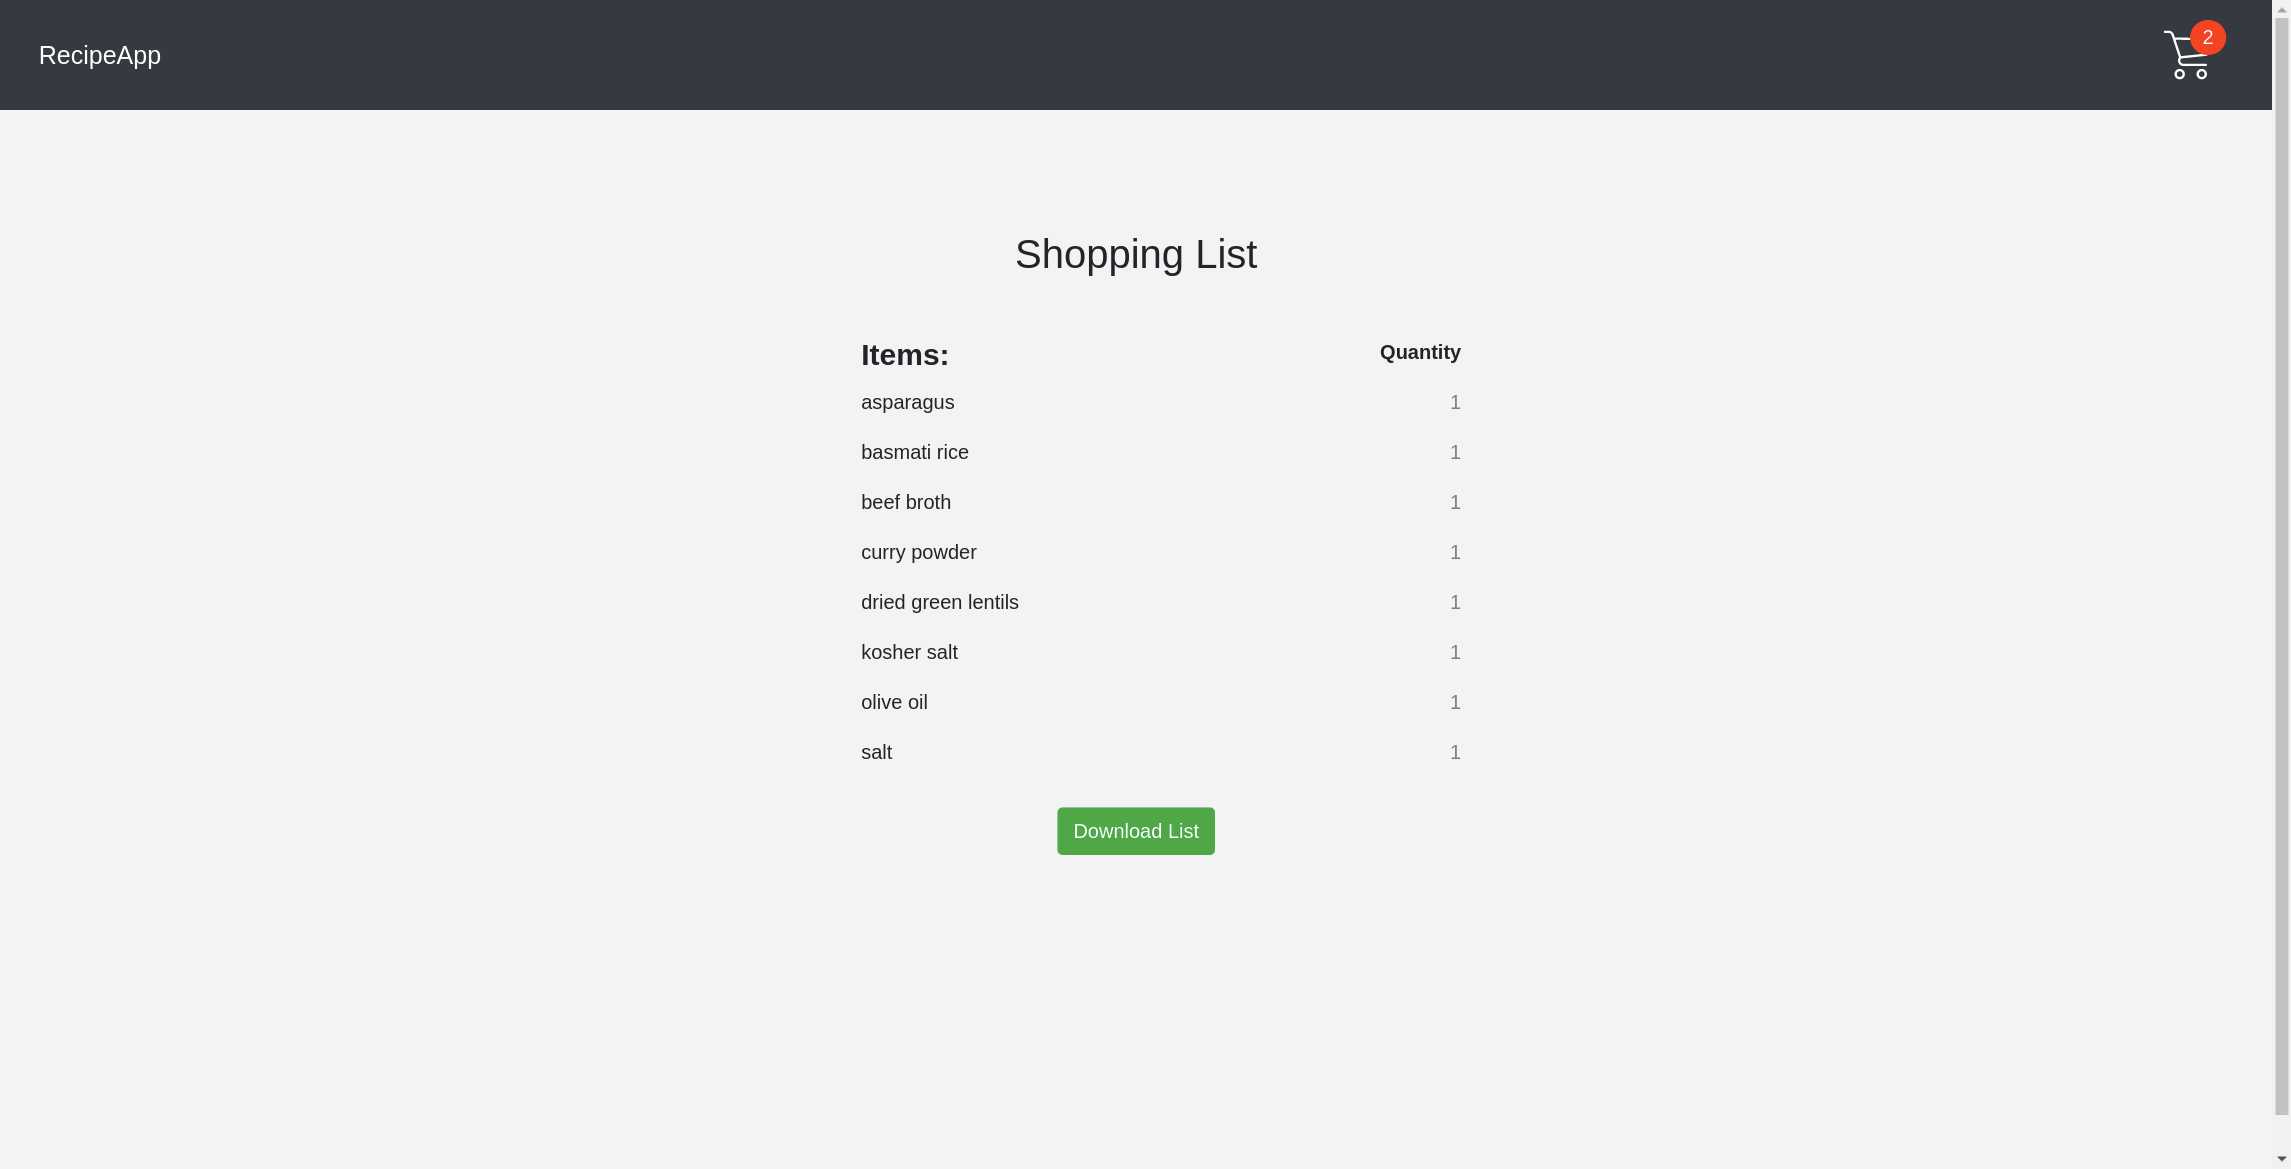 RecipeApp
2
Shopping List
Items: Quantity
asparagus 1
basmati rice 1
beef broth 1
curry powder 1
dried green lentils 1
kosher salt 1
olive oil 1
salt 1
Download List